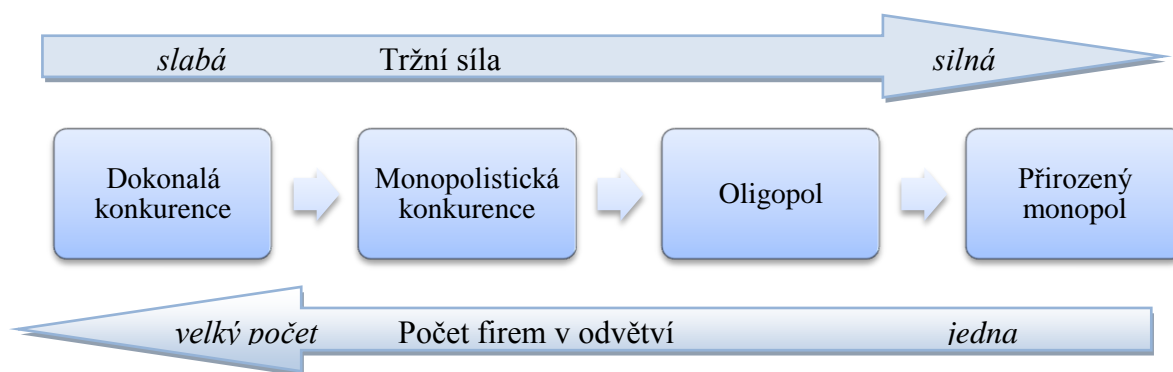 slabá Tržní síla silná
Dokonalá
konkurence
Monopolistická
konkurence
Oligopol
Přirozený
monopol
velký počet Počet firem v odvětví jedna